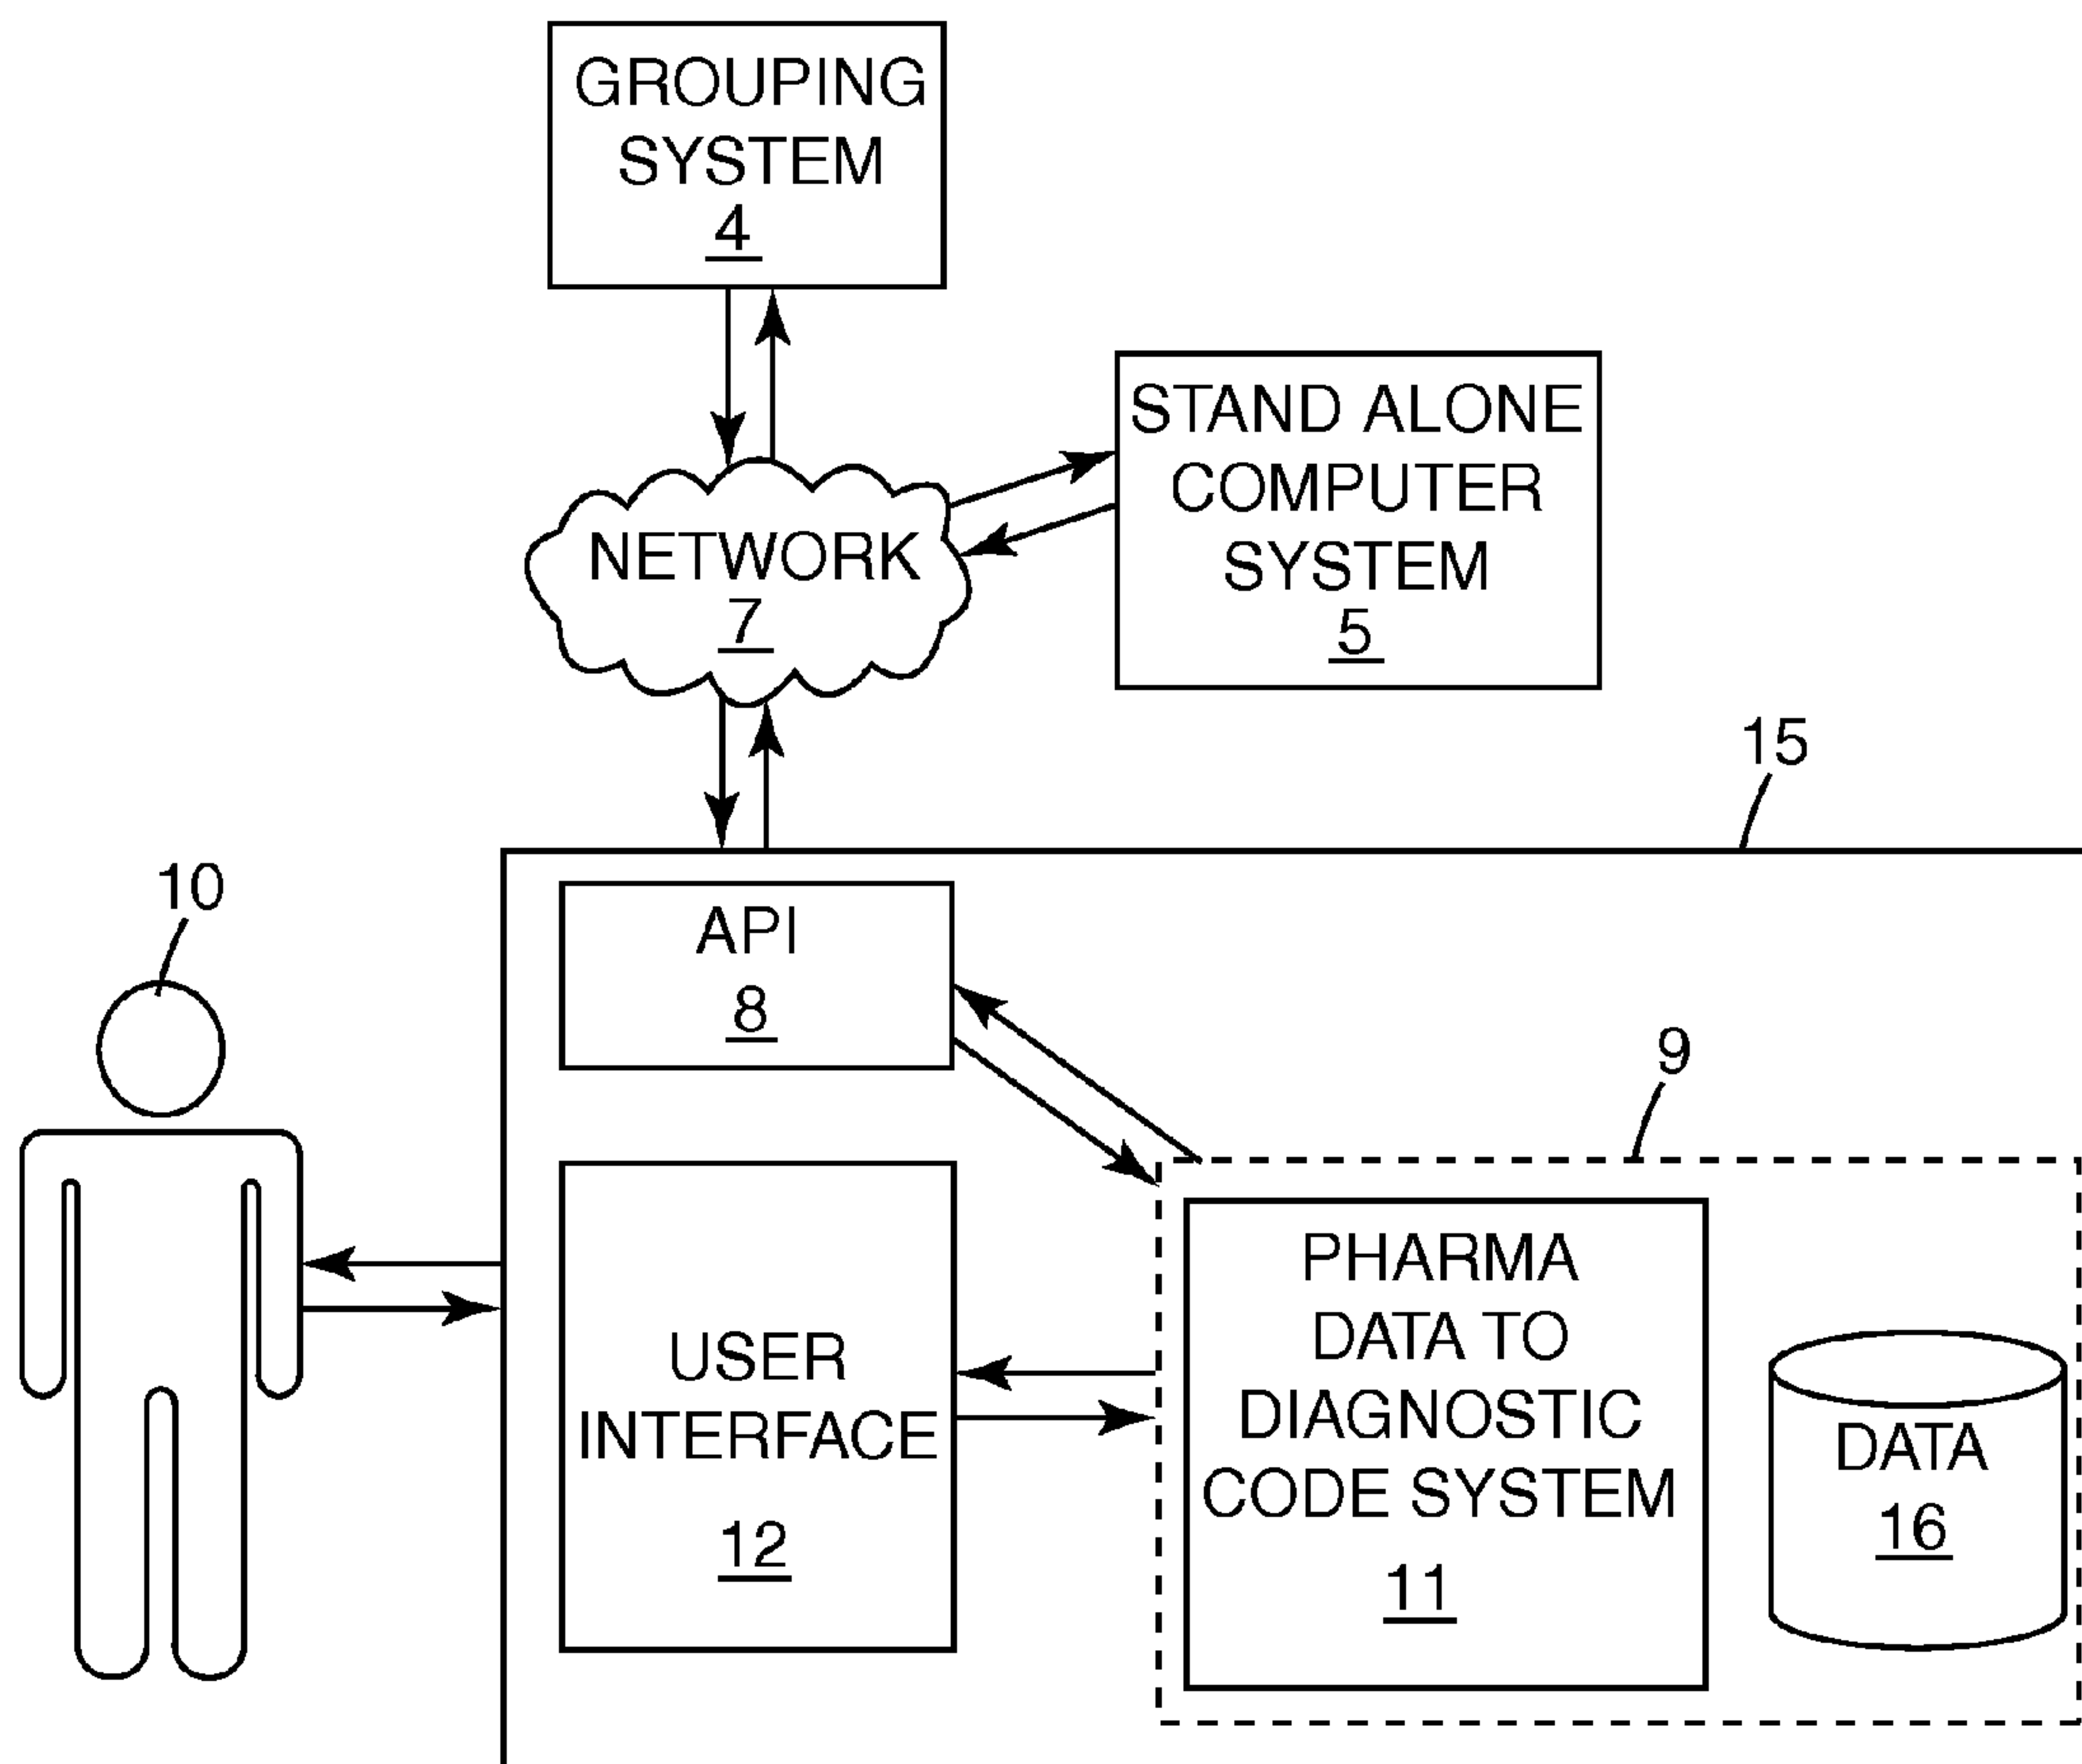 GROUPING
SYSTEM
4
STAND ALONE
COMPUTER
SYSTEM
5
NETWORK
7
15
10
API
8
9
USER
INTERFACE
12
PHARMA
DATA TO
DIAGNOSTIC
CODE SYSTEM
11
DATA
16